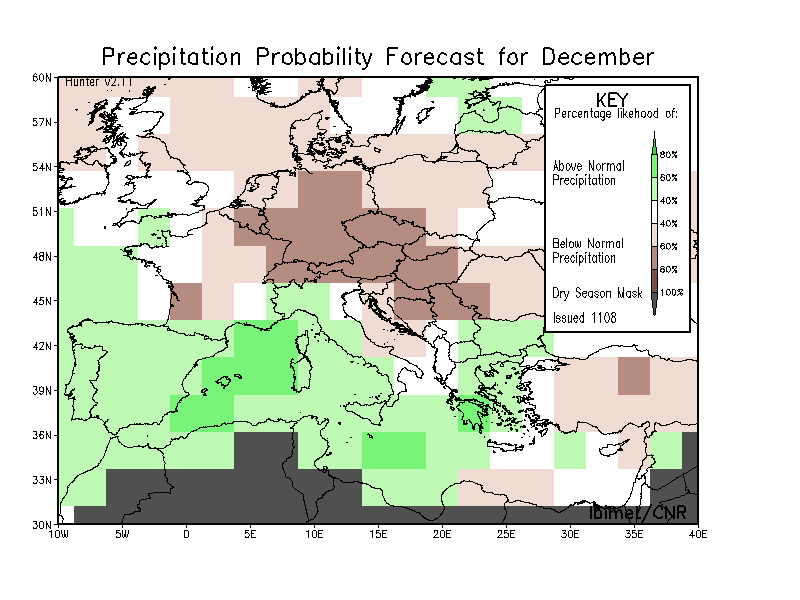 Precipitation Probability Forecast for December
Hunter v2.11
60N
57N
54N
51N
48N
45N
42N
39N
36N
33N
30N
10W
5W
0
5E
10E
15E
20E
25E
30E
35E
40E
KEY
Percentage likehood of:
Above Normal
Precipitation
Below Normal
Precipitation
Dry Season Mask
Issued 1108
80%
60%
40%
40%
60%
80%
100%
Ibimet/CNR